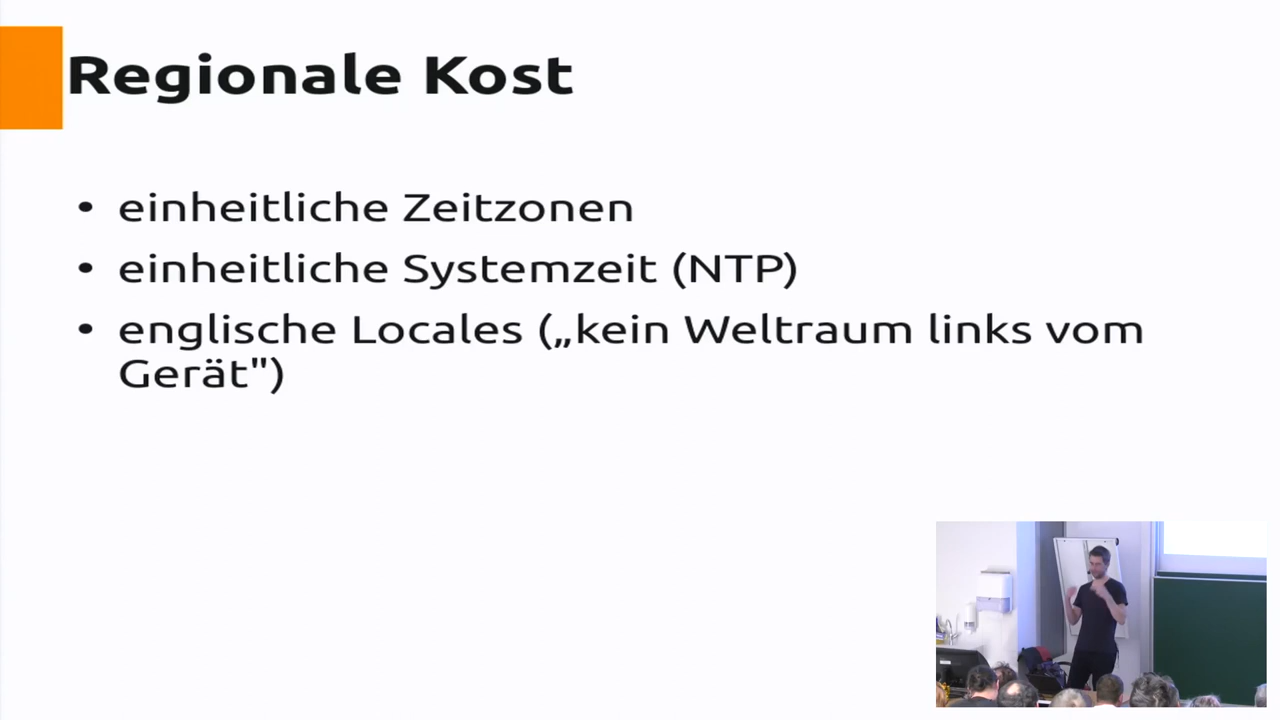 Regionale Kost
• einheitliche Zeitzonen
• einheitliche Systemzeit (NTP)
• englische Locales („kein Weltraum links vom
Gerät")